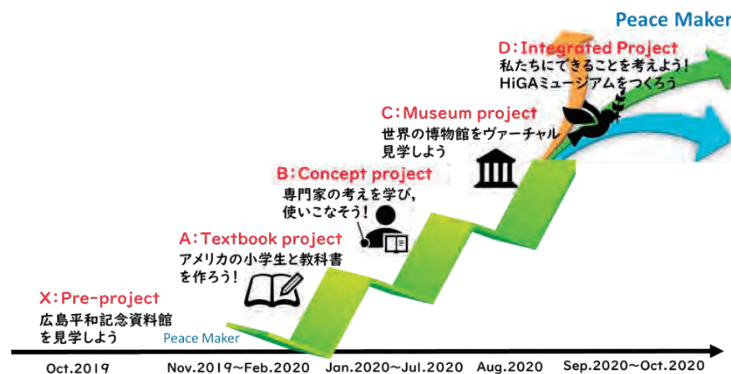 Peace Maker
D:Integrated Project
私たちにできることを考えよう!
HiGAミュージアムをつくろう
C:Museum project
世界の博物館をヴァーチャル
見学しよう
B:Concept project
専門家の考えを学び,
使いこなそう!
A:Textbook project
アメリカの小学生と教科書
を作ろう!
X:Pre-project
広島平和記念資料館
を見学しよう
Peace Maker
Oct.2019
Nov.2019~Feb.2020
Jan.2020~Jul.2020
Aug.2020
Sep.2020~Oct.2020